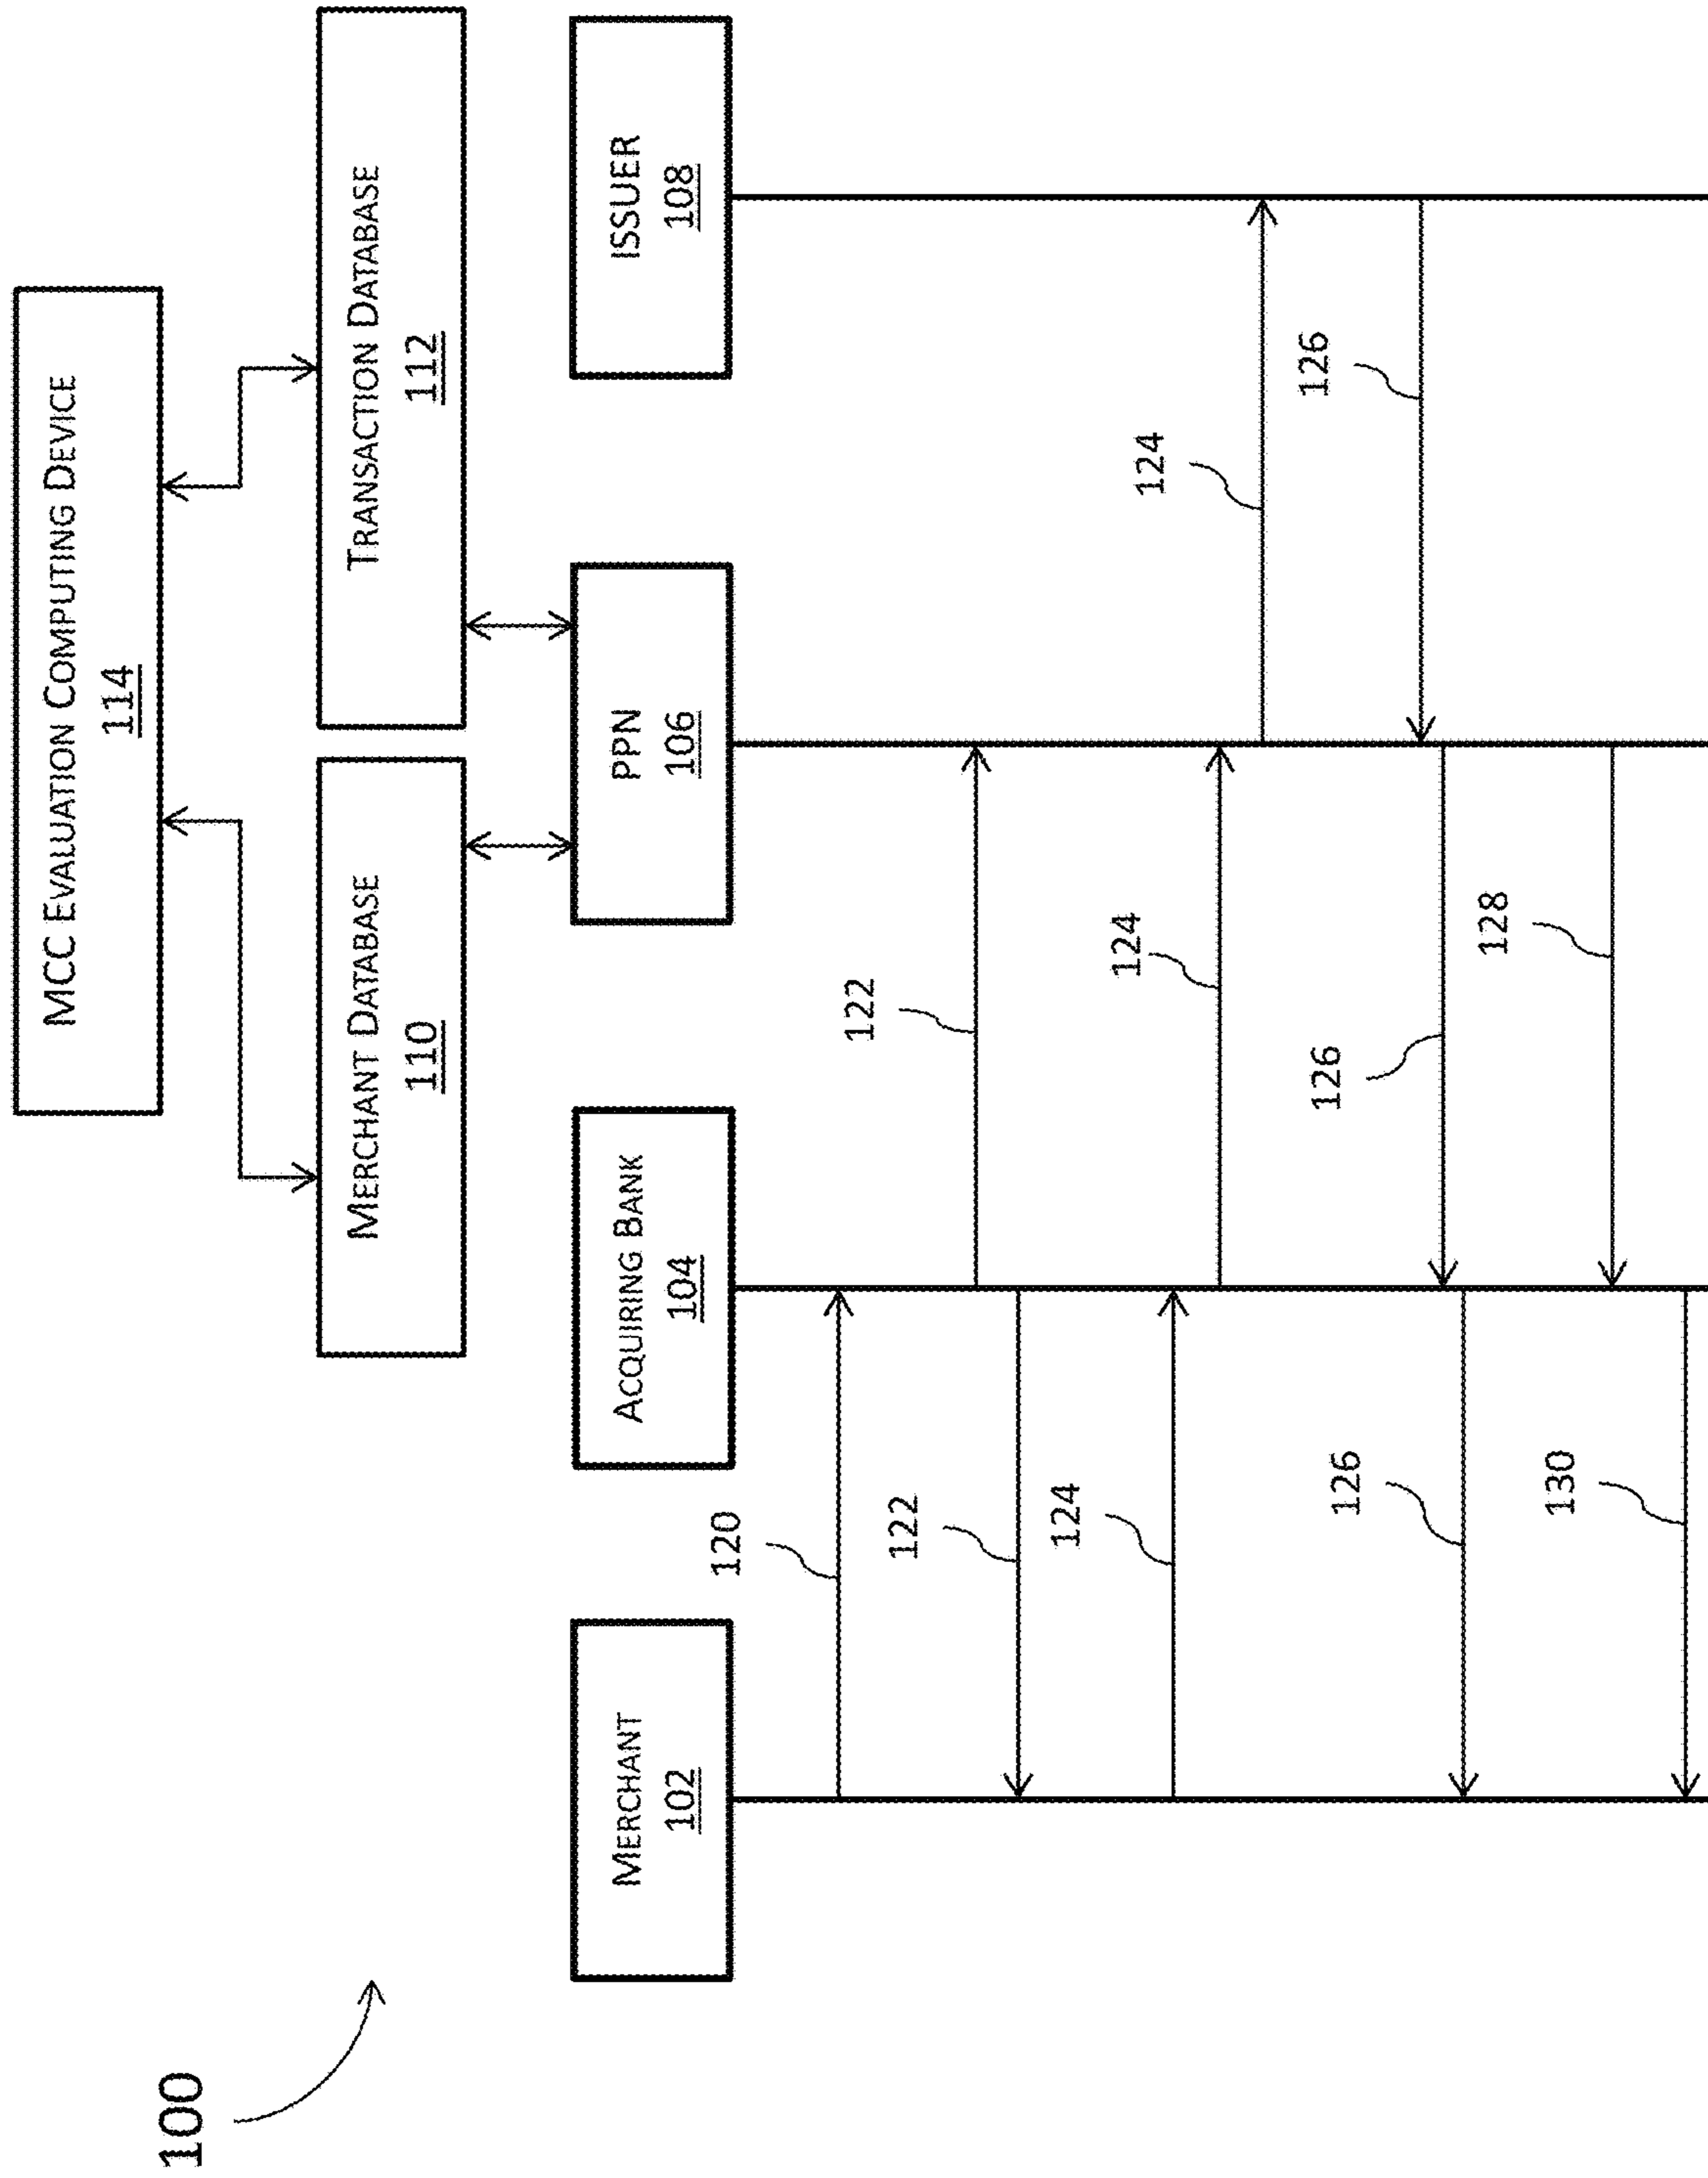 100
MCC EVALUATION COMPUTING DEVICE
114
MERCHANT DATABASE
110
TRANSACTION DATABASE
112
MERCHANT
102
ACQUIRING BANK
104
PPN
106
ISSUER
108
120
122
122
124
124
124
126
126
126
128
130